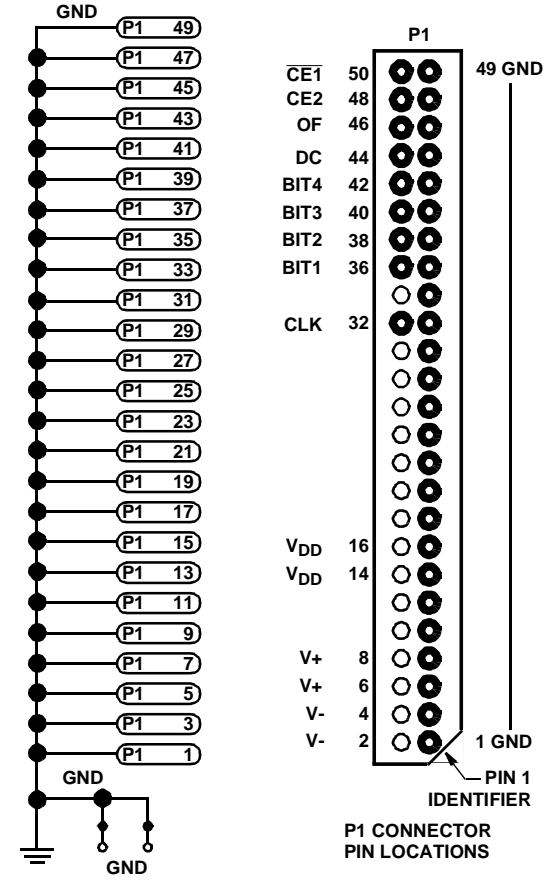 GND
P1 49
P1 47
P1 45
P1 43
P1 41
P1 39
P1 37
P1 35
P1 33
P1 31
P1 29
P1 27
P1 25
P1 23
P1 21
P1 19
P1 17
P1 15
P1 13
P1 11
P1 9
P1 7
P1 5
P1 3
P1 1
GND
GND
P1
CE1 50 49 GND
CE2 48
OF 46
DC 44
BIT4 42
BIT3 40
BIT2 38
BIT1 36
CLK 32
VDD 16
VDD 14
V+ 8
V+ 6
V- 4
V- 2 1 GND
PIN 1
IDENTIFIER
P1 CONNECTOR
PIN LOCATIONS